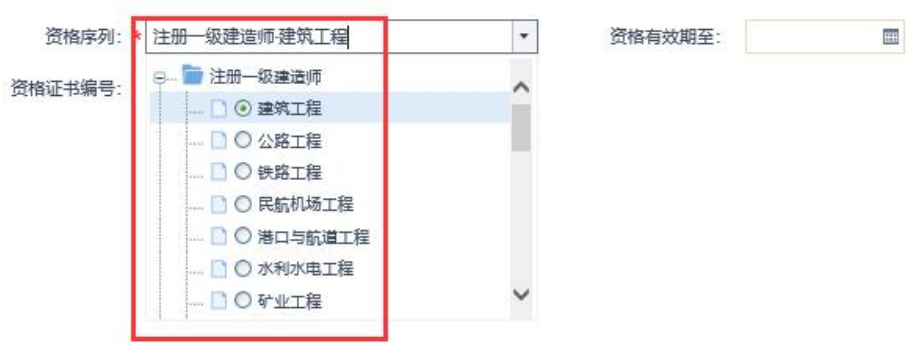 资格序列: * 注册一级建造师-建筑工程 资格有效期至:
注册一级建造师
资格证书编号:
建筑工程
公路工程
铁路工程
民航机场工程
港口与航道工程
水利水电工程
矿业工程